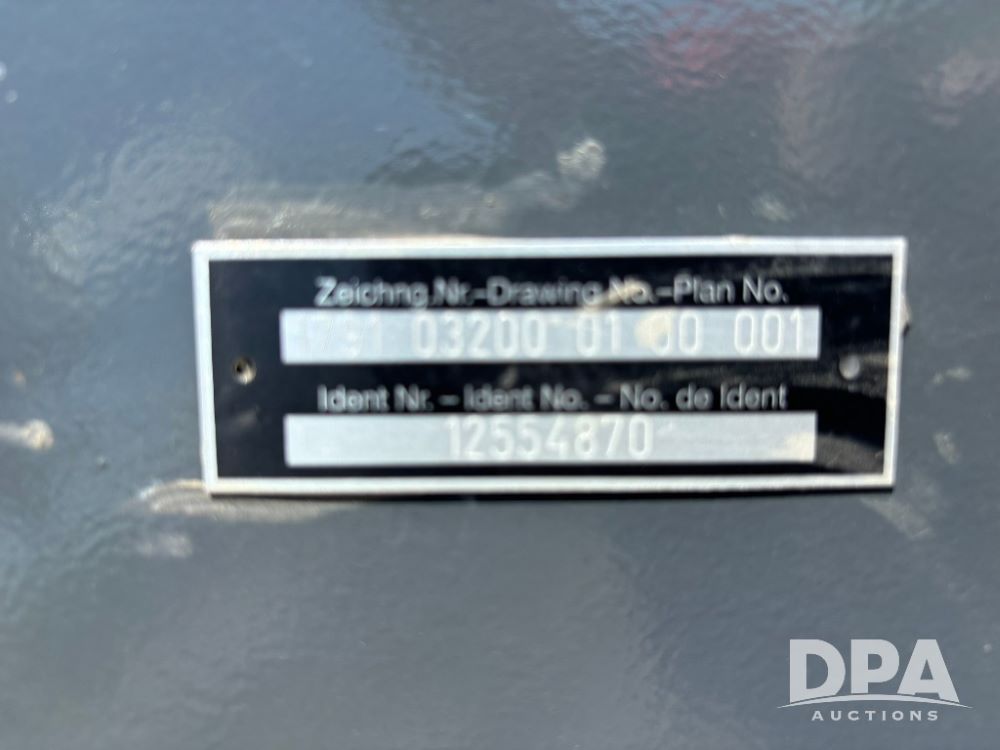 Zeichng.Nr.-Drawing No.-Plan No.
03200 01 00 001
Ident Nr. - Ident No. - No. de Ident
12554870
DPA
AUCTIONS